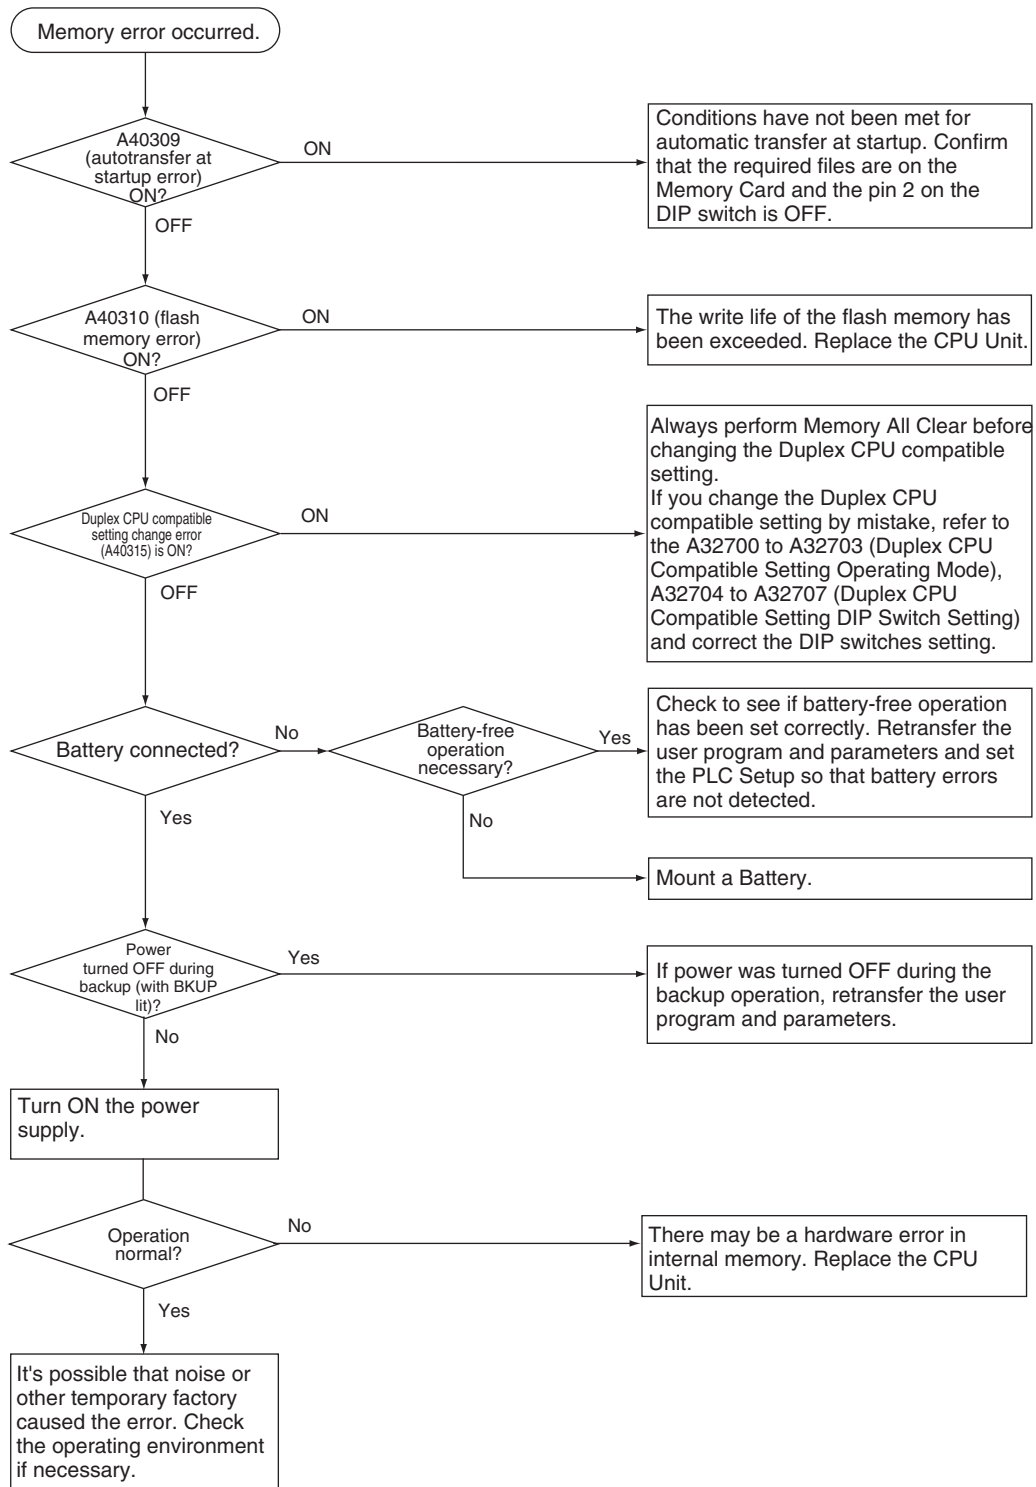 Memory error occurred.
A40309
(autotransfer at
startup error)
ON?
ON
Conditions have not been met for
automatic transfer at startup. Confirm
that the required files are on the
Memory Card and the pin 2 on the
DIP switch is OFF.
OFF
A40310 (flash
memory error)
ON?
ON
The write life of the flash memory has
been exceeded. Replace the CPU Unit.
OFF
Duplex CPU compatible
setting change error
(A40315) is ON?
ON
Always perform Memory All Clear before
changing the Duplex CPU compatible
setting.
If you change the Duplex CPU
compatible setting by mistake, refer to
the A32700 to A32703 (Duplex CPU
Compatible Setting Operating Mode),
A32704 to A32707 (Duplex CPU
Compatible Setting DIP Switch Setting)
and correct the DIP switches setting.
OFF
Battery connected?
No
Battery-free
operation
necessary?
Yes
Check to see if battery-free operation
has been set correctly. Retransfer the
user program and parameters and set
the PLC Setup so that battery errors
are not detected.
Yes
No
Mount a Battery.
Power
turned OFF during
backup (with BKUP
lit)?
Yes
If power was turned OFF during the
backup operation, retransfer the user
program and parameters.
No
Turn ON the power
supply.
Operation
normal?
No
There may be a hardware error in
internal memory. Replace the CPU
Unit.
Yes
It's possible that noise or
other temporary factory
caused the error. Check
the operating environment
if necessary.